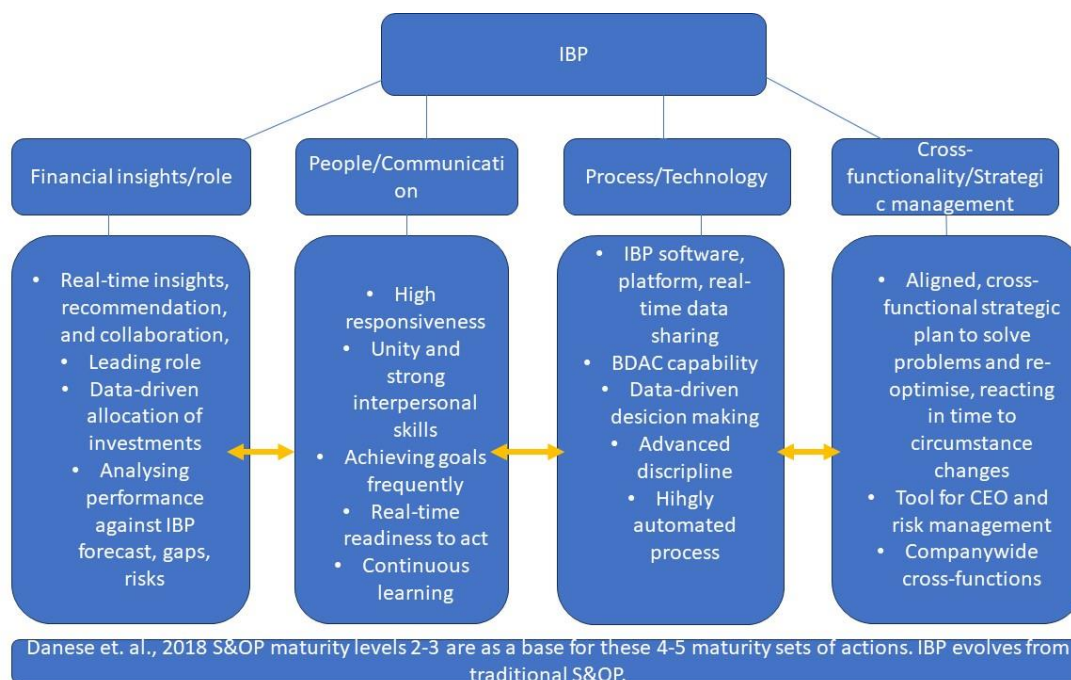 IBP
Financial insights/role
People/Communicati
on
Process/Technology
Cross-
functionality/Strategi
c management
• Real-time insights,
recommendation,
and collaboration,
• Leading role
• Data-driven
allocation of
investments
• Analysing
performance
against IBP
forecast, gaps,
risks
• High
responsiveness
• Unity and
strong
interpersonal
skills
• Achieving goals
frequently
• Real-time
readiness to act
• Continuous
learning
• IBP software,
platform, real-
time data
sharing
• BDAC capability
• Data-driven
desicion making
• Advanced
discripline
• Hihgly
automated
process
• Aligned, cross-
functional strategic
plan to solve
problems and re-
optimise, reacting
in time to
circumstance
changes
• Tool for CEO and
risk management
• Companywide
cross-functions
Danese et. al., 2018 S&OP maturity levels 2-3 are as a base for these 4-5 maturity sets of actions. IBP evolves from
traditional S&OP.